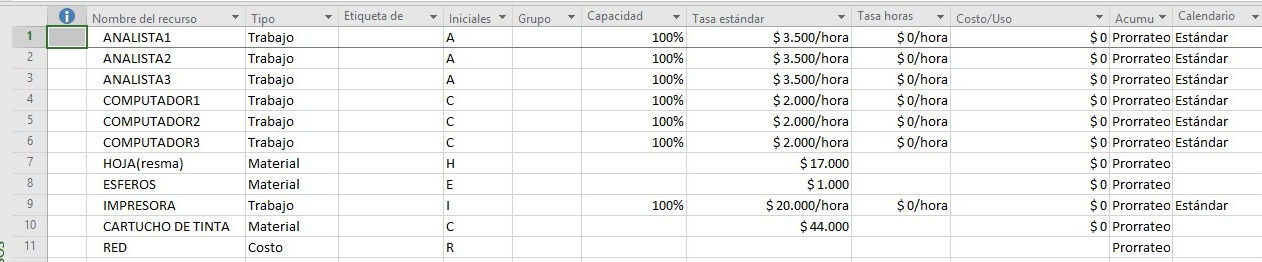 Nombre del recurso Tipo Etiqueta de Iniciales Grupo Capacidad Tasa estándar Tasa horas Costo/Uso Acumu Calendario
1 ANALISTA1 Trabajo A 100% $ 3.500/hora $ 0/hora $ 0 Prorrateo Estándar
2 ANALISTA2 Trabajo A 100% $ 3.500/hora $ 0/hora $ 0 Prorrateo Estándar
3 ANALISTA3 Trabajo A 100% $ 3.500/hora $ 0/hora $ 0 Prorrateo Estándar
4 COMPUTADOR1 Trabajo C 100% $ 2.000/hora $ 0/hora $ 0 Prorrateo Estándar
5 COMPUTADOR2 Trabajo C 100% $ 2.000/hora $ 0/hora $ 0 Prorrateo Estándar
6 COMPUTADOR3 Trabajo C 100% $ 2.000/hora $ 0/hora $ 0 Prorrateo Estándar
7 HOJA(resma) Material H $ 17.000 $ 0 Prorrateo
8 ESFEROS Material E $ 1.000 $ 0 Prorrateo
9 IMPRESORA Trabajo I 100% $ 20.000/hora $ 0/hora $ 0 Prorrateo Estándar
10 CARTUCHO DE TINTA Material C $ 44.000 $ 0 Prorrateo
11 RED Costo R Prorrateo